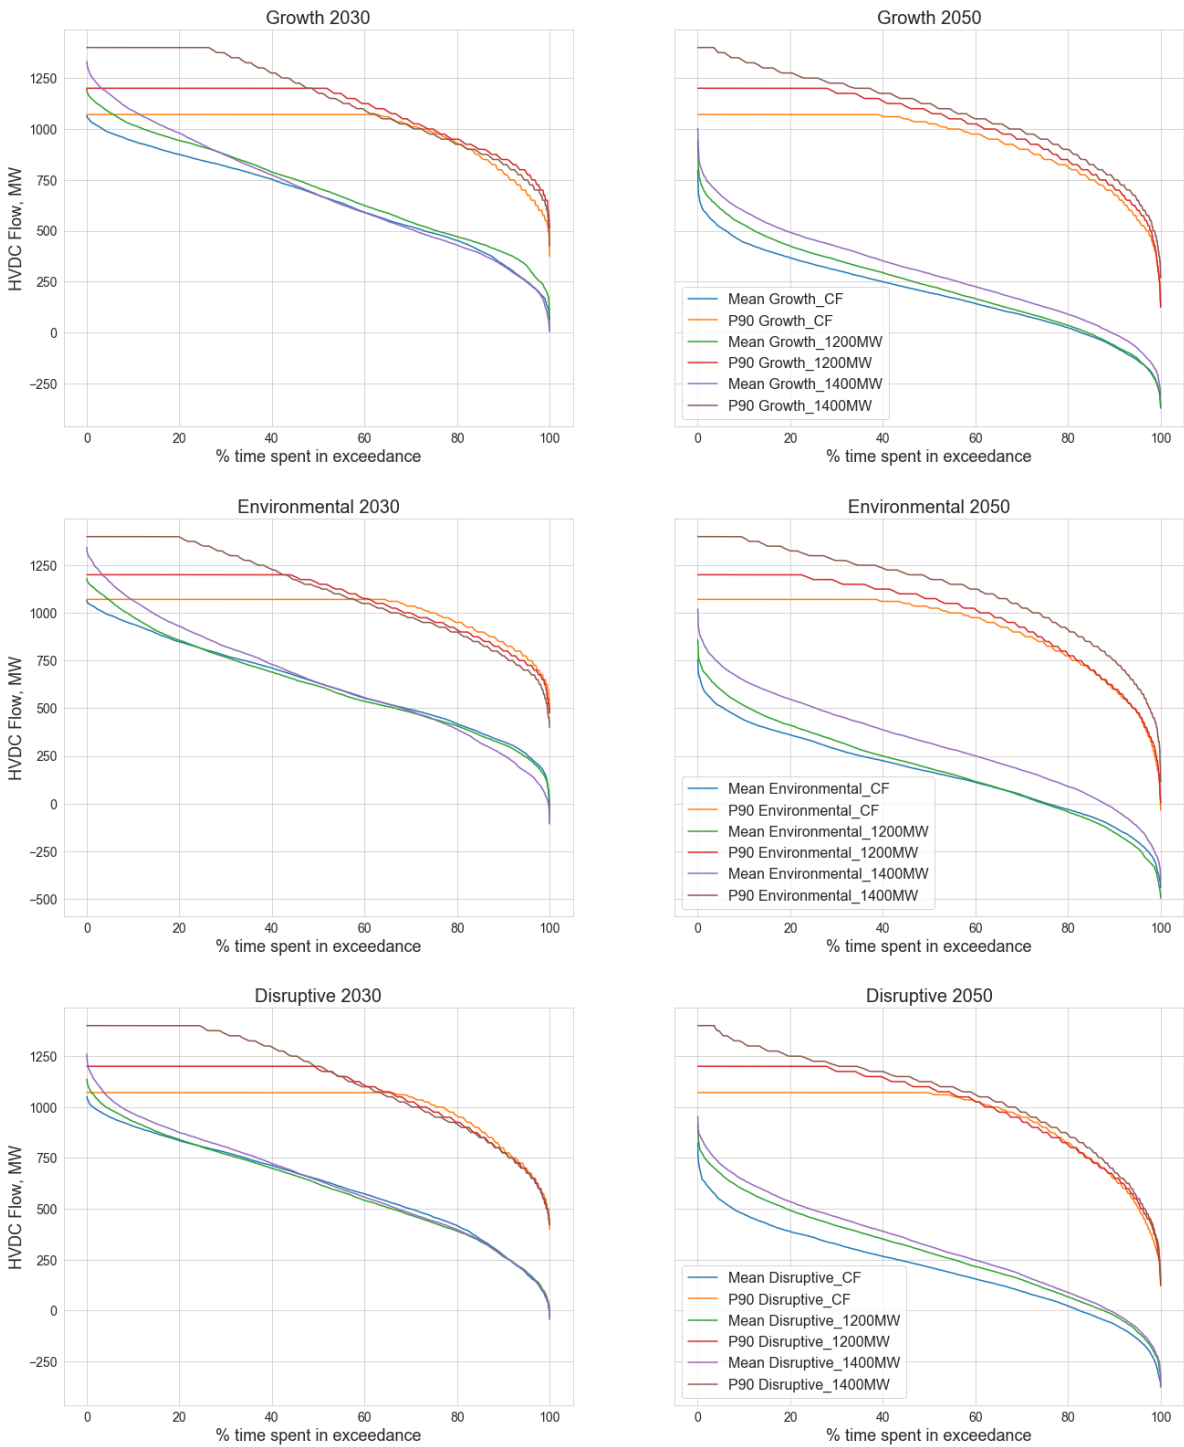 Growth 2030
HVDC Flow, MW
1250
1000
750
500
250
0
−250
0 20 40 60 80 100
% time spent in exceedance
Growth 2050
Mean Growth_CF
P90 Growth_CF
Mean Growth_1200MW
P90 Growth_1200MW
Mean Growth_1400MW
P90 Growth_1400MW
0 20 40 60 80 100
% time spent in exceedance
Environmental 2030
HVDC Flow, MW
1250
1000
750
500
250
0
−250
−500
0 20 40 60 80 100
% time spent in exceedance
Environmental 2050
Mean Environmental_CF
P90 Environmental_CF
Mean Environmental_1200MW
P90 Environmental_1200MW
Mean Environmental_1400MW
P90 Environmental_1400MW
0 20 40 60 80 100
% time spent in exceedance
Disruptive 2030
HVDC Flow, MW
1250
1000
750
500
250
0
−250
0 20 40 60 80 100
% time spent in exceedance
Disruptive 2050
Mean Disruptive_CF
P90 Disruptive_CF
Mean Disruptive_1200MW
P90 Disruptive_1200MW
Mean Disruptive_1400MW
P90 Disruptive_1400MW
0 20 40 60 80 100
% time spent in exceedance